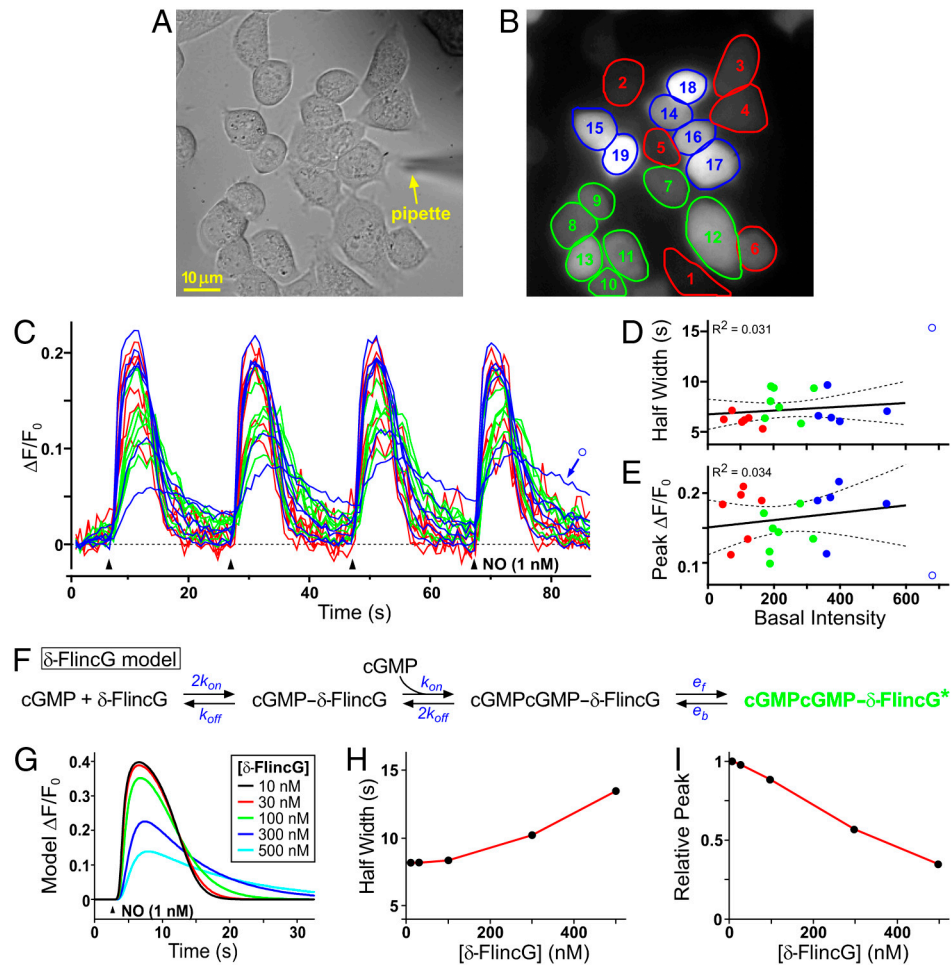 A
pipette
10 μm
B
2
3
18
4
14
15
16
5
19
17
7
9
8
12
6
13
11
10
1
C
ΔF/F0
0.2
0.1
0
NO (1 nM)
0
20
40
60
80
Time (s)
D
R2 = 0.031
Half Width (s)
15
10
5
E
R2 = 0.034
Peak ΔF/F0
0.2
0.1
0
200
400
600
Basal Intensity
F
δ-FlincG model
cGMP
cGMP + δ-FlincG 2kon koff cGMP–δ-FlincG kon 2koff cGMPcGMP–δ-FlincG ef eb cGMPcGMP–δ-FlincG*
G
Model ΔF/F0
0.4
0.3
0.2
0.1
0
[δ-FlincG]
10 nM
30 nM
100 nM
300 nM
500 nM
NO (1 nM)
0
10
20
30
Time (s)
H
Half Width (s)
15
10
5
0
500
[δ-FlincG] (nM)
I
Relative Peak
1
0.5
0
0
500
[δ-FlincG] (nM)